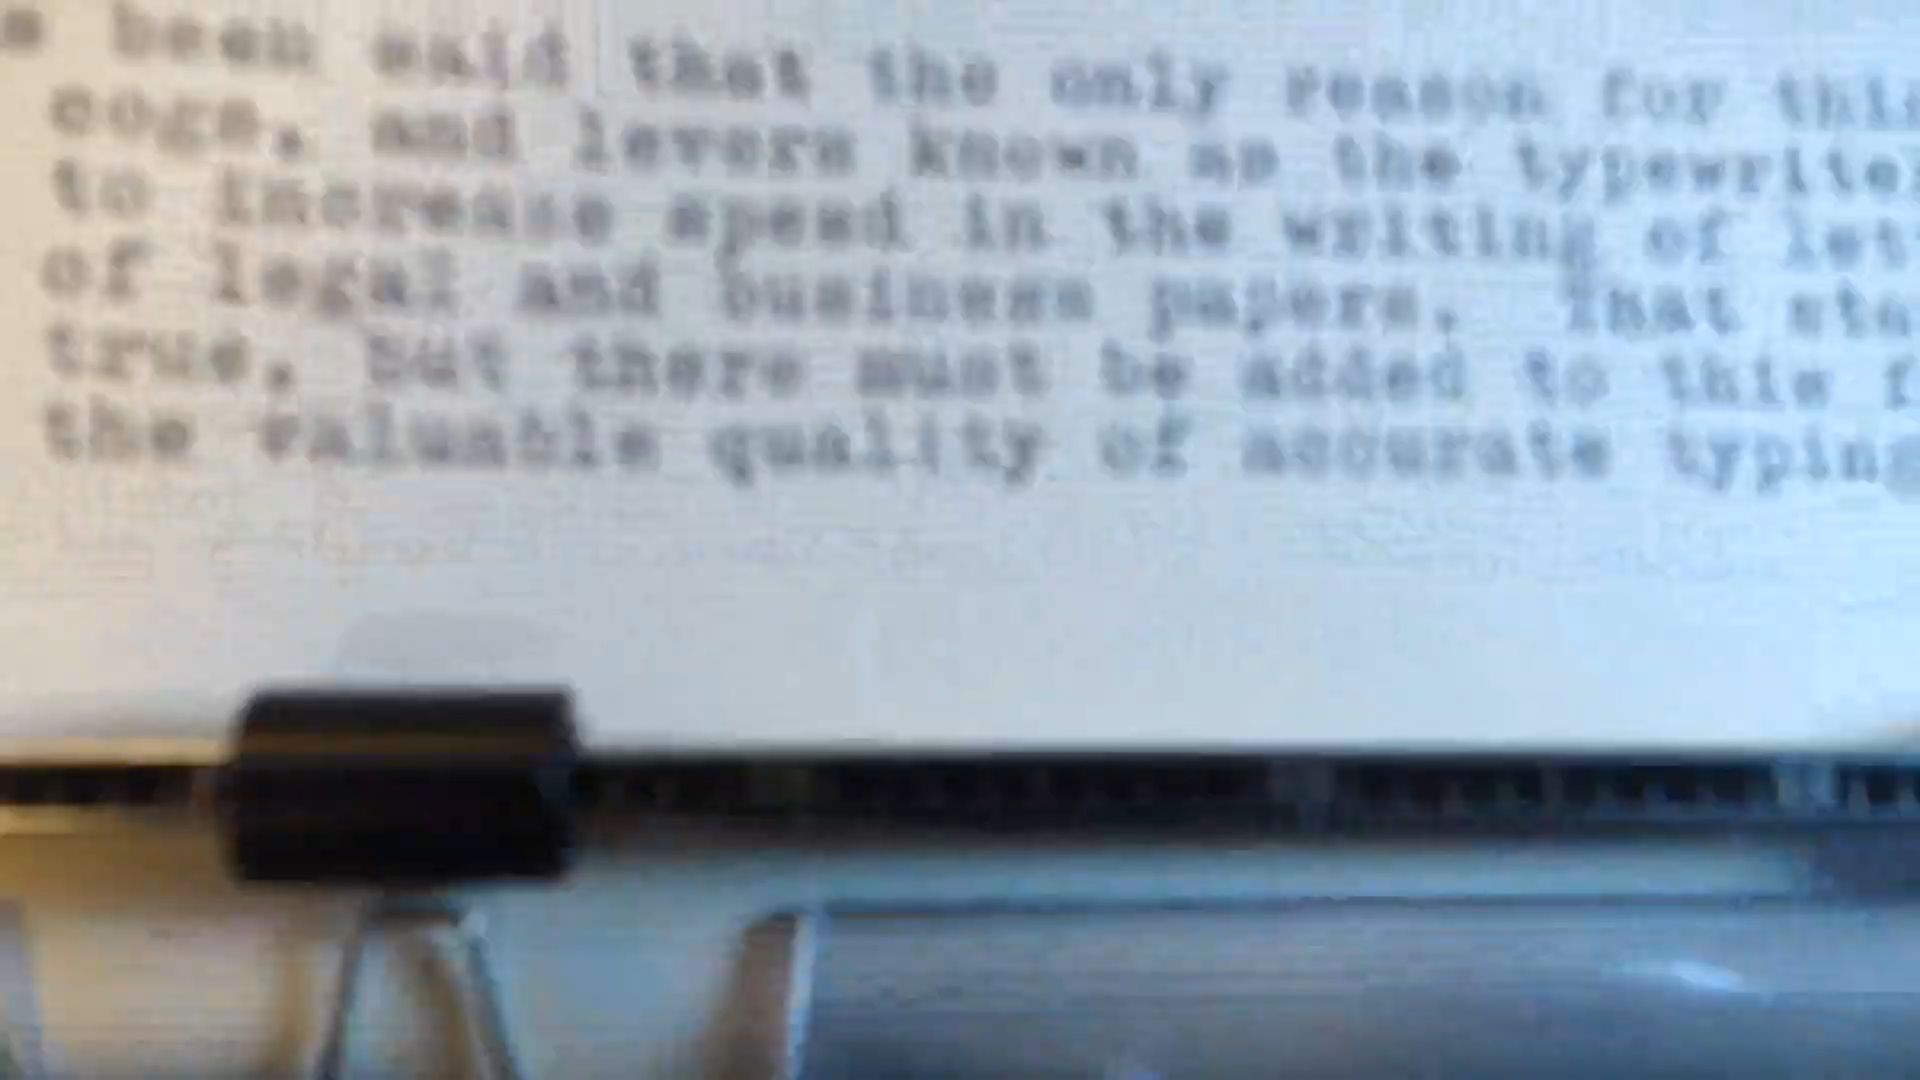 been said that the only reason for this
cogs, and levers known as the typewriter
to increase speed in the writing of
of legal and business papers. That
true, but there must be added to this
the valuable quality of accurate typing